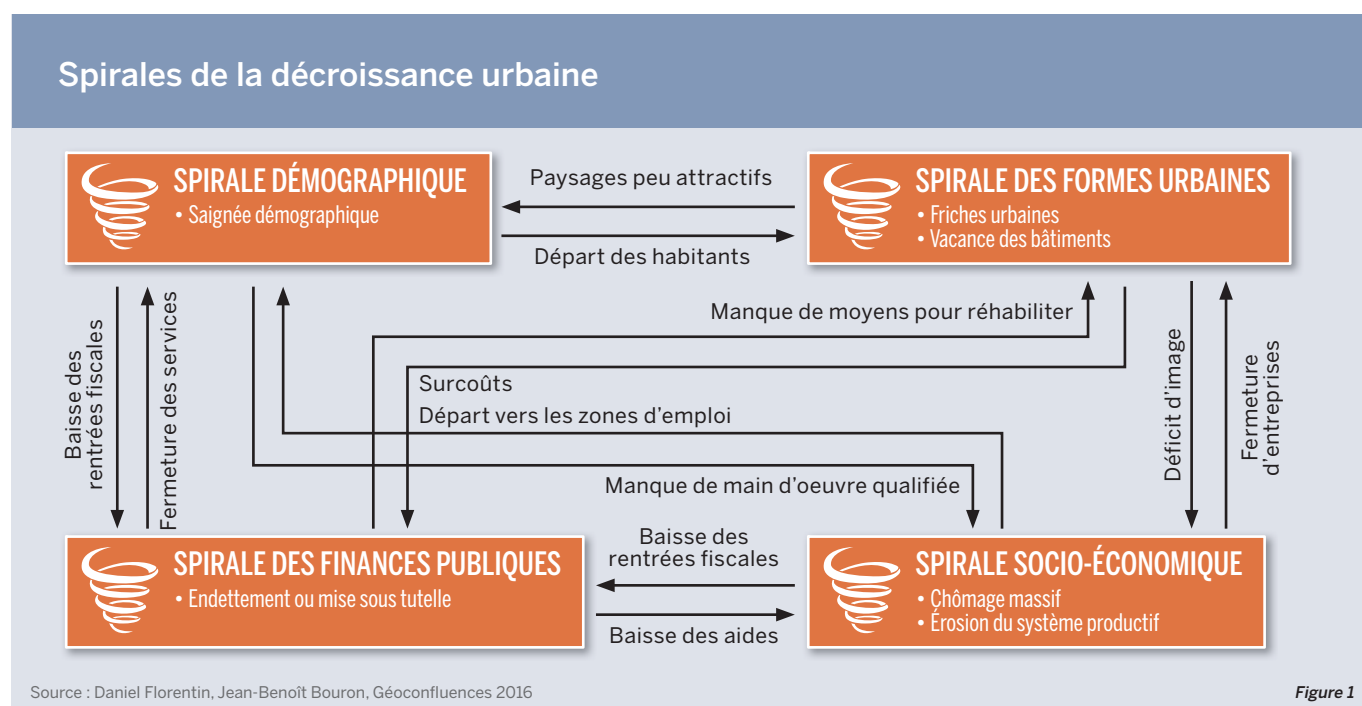 Spirales de la décroissance urbaine
SPIRALE DÉMOGRAPHIQUE
• Saignée démographique
Paysages peu attractifs
Départ des habitants
SPIRALE DES FORMES URBAINES
• Friches urbaines
• Vacance des bâtiments
Baisse des
rentrées fiscales
Fermeture des services
Manque de moyens pour réhabiliter
Surcoûts
Départ vers les zones d'emploi
Manque de main d'oeuvre qualifiée
Déficit d'image
Fermeture
d'entreprises
SPIRALE DES FINANCES PUBLIQUES
• Endettement ou mise sous tutelle
Baisse des
rentrées fiscales
Baisse des aides
SPIRALE SOCIO-ÉCONOMIQUE
• Chômage massif
• Érosion du système productif
Source : Daniel Florentin, Jean-Benoît Bouron, Géoconfluences 2016
Figure 1